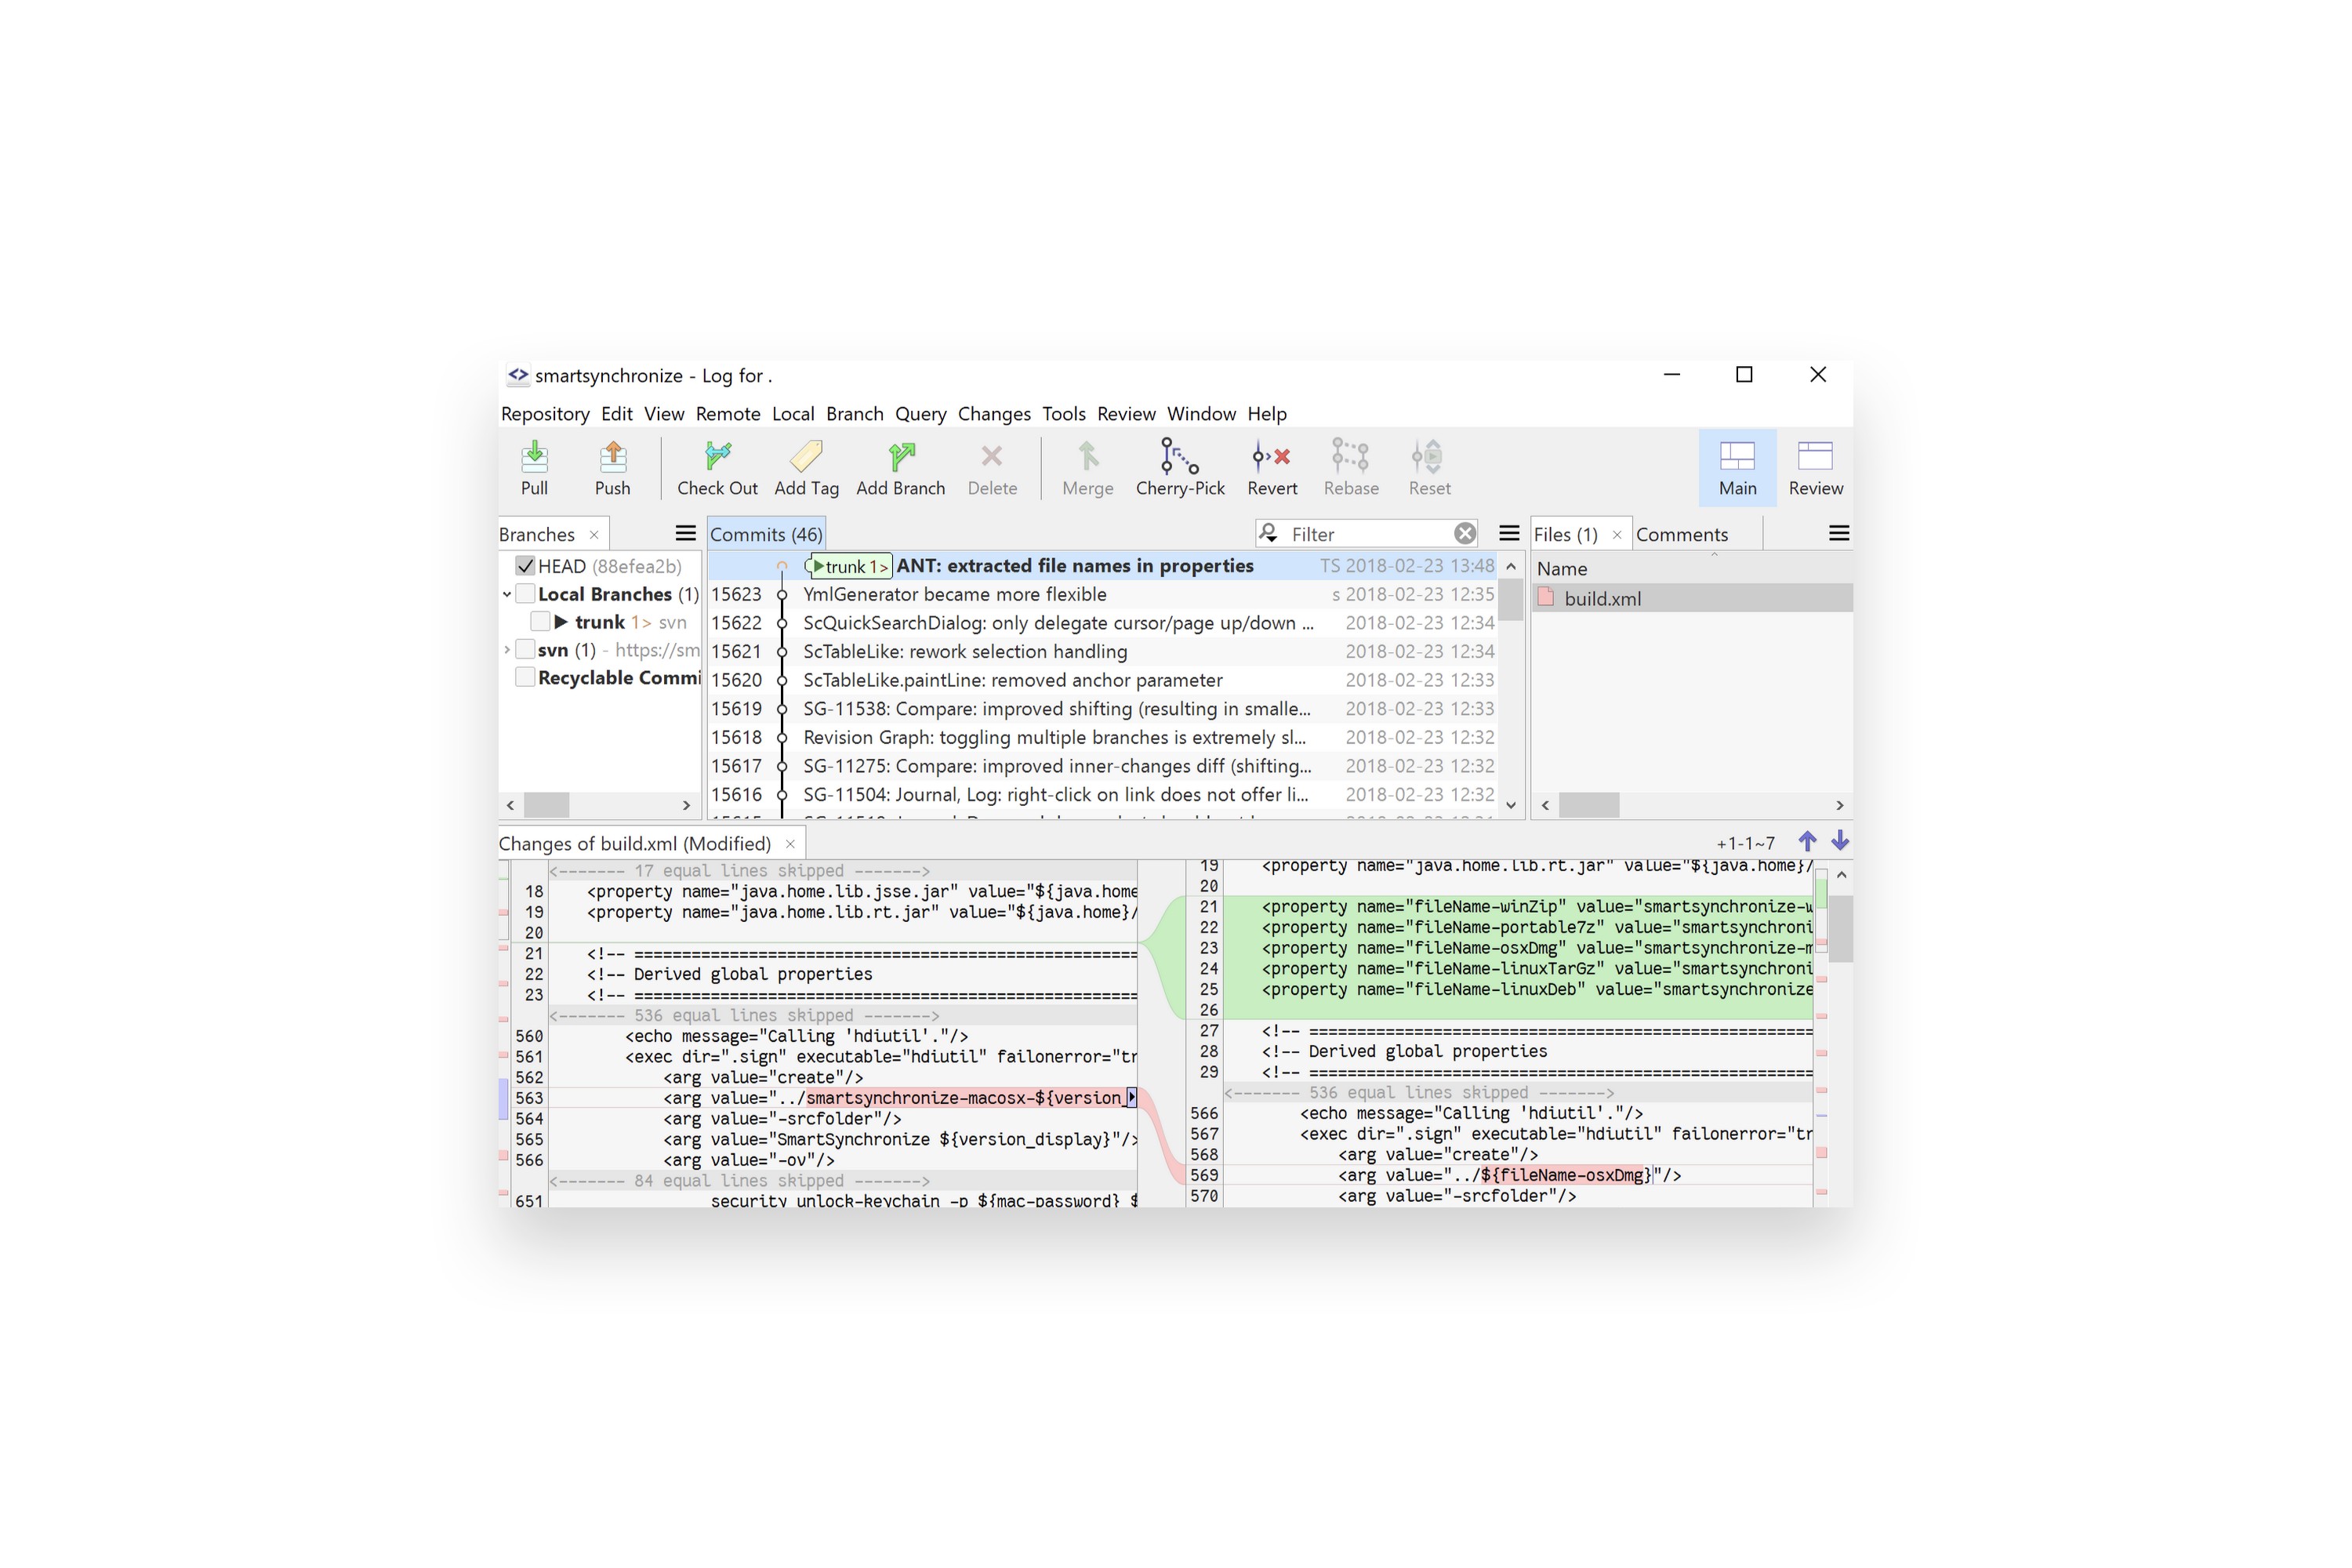 smartsynchronize - Log for .
Repository Edit View Remote Local Branch Query Changes Tools Review Window Help
Pull Push Check Out Add Tag Add Branch Delete Merge Cherry-Pick Revert Rebase Reset Main Review
Branches
HEAD (88efea2b)
Local Branches (1)
trunk 1> svn
svn (1) - https://sm
Recyclable Commi
Commits (46)
Filter
trunk 1> ANT: extracted file names in properties TS 2018-02-23 13:48
15623 YmlGenerator became more flexible s 2018-02-23 12:35
15622 ScQuickSearchDialog: only delegate cursor/page up/down ... 2018-02-23 12:34
15621 ScTableLike: rework selection handling 2018-02-23 12:34
15620 ScTableLike.paintLine: removed anchor parameter 2018-02-23 12:33
15619 SG-11538: Compare: improved shifting (resulting in smalle... 2018-02-23 12:33
15618 Revision Graph: toggling multiple branches is extremely sl... 2018-02-23 12:32
15617 SG-11275: Compare: improved inner-changes diff (shifting... 2018-02-23 12:32
15616 SG-11504: Journal, Log: right-click on link does not offer li... 2018-02-23 12:32
Files (1) Comments
Name
build.xml
Changes of build.xml (Modified)
+1-1~7
<------- 17 equal lines skipped ------->
18 <property name="java.home.lib.jsse.jar" value="${java.home
19 <property name="java.home.lib.rt.jar" value="${java.home}/
20
21 <!-- =====================================================
22 <!-- Derived global properties
23 <!-- =====================================================
<------- 536 equal lines skipped ------->
560 <echo message="Calling 'hdiutil'."/>
561 <exec dir=".sign" executable="hdiutil" failonerror="tr
562 <arg value="create"/>
563 <arg value="../smartsynchronize-macosx-${version_
564 <arg value="-srcfolder"/>
565 <arg value="SmartSynchronize ${version_display}"/>
566 <arg value="-ov"/>
<------- 84 equal lines skipped ------->
651 security unlock-keychain -p ${mac-password} $
19 <property name="java.home.lib.rt.jar" value="${java.home}/
20
21 <property name="fileName-winZip" value="smartsynchronize-w
22 <property name="fileName-portable7z" value="smartsynchroni
23 <property name="fileName-osxDmg" value="smartsynchronize-m
24 <property name="fileName-linuxTarGz" value="smartsynchroni
25 <property name="fileName-linuxDeb" value="smartsynchronize
26
27 <!-- =====================================================
28 <!-- Derived global properties
29 <!-- =====================================================
<------- 536 equal lines skipped ------->
566 <echo message="Calling 'hdiutil'."/>
567 <exec dir=".sign" executable="hdiutil" failonerror="tr
568 <arg value="create"/>
569 <arg value="../${fileName-osxDmg}"/>
570 <arg value="-srcfolder"/>